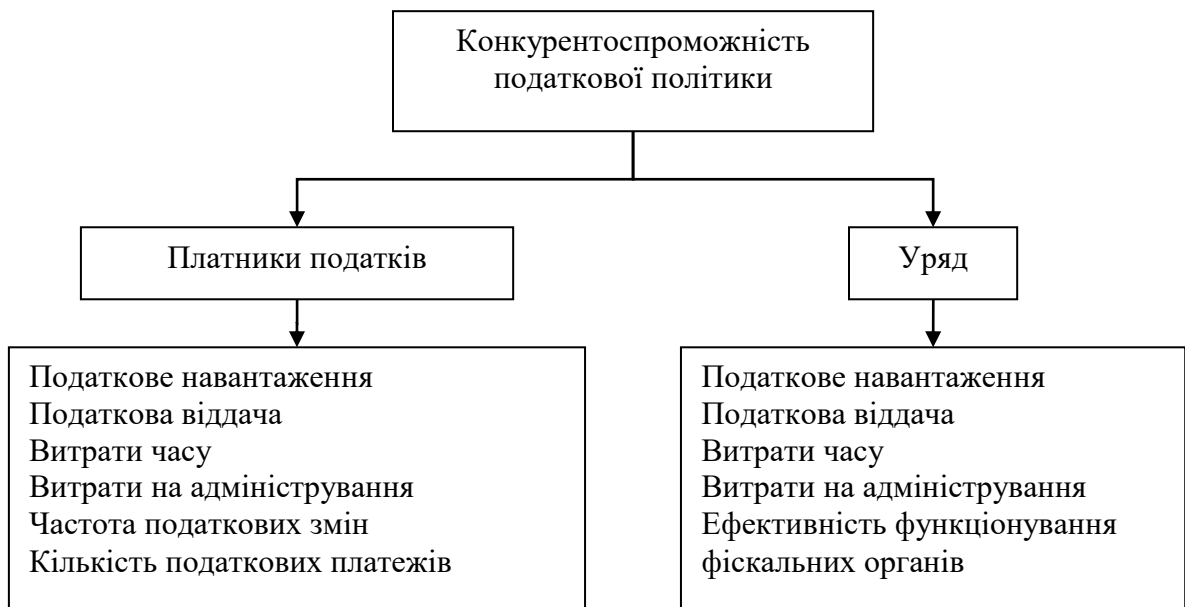 Конкурентоспроможність
податкової політики
Платники податків
Уряд
Податкове навантаження
Податкова віддача
Витрати часу
Витрати на адміністрування
Частота податкових змін
Кількість податкових платежів
Податкове навантаження
Податкова віддача
Витрати часу
Витрати на адміністрування
Ефективність функціонування
фіскальних органів